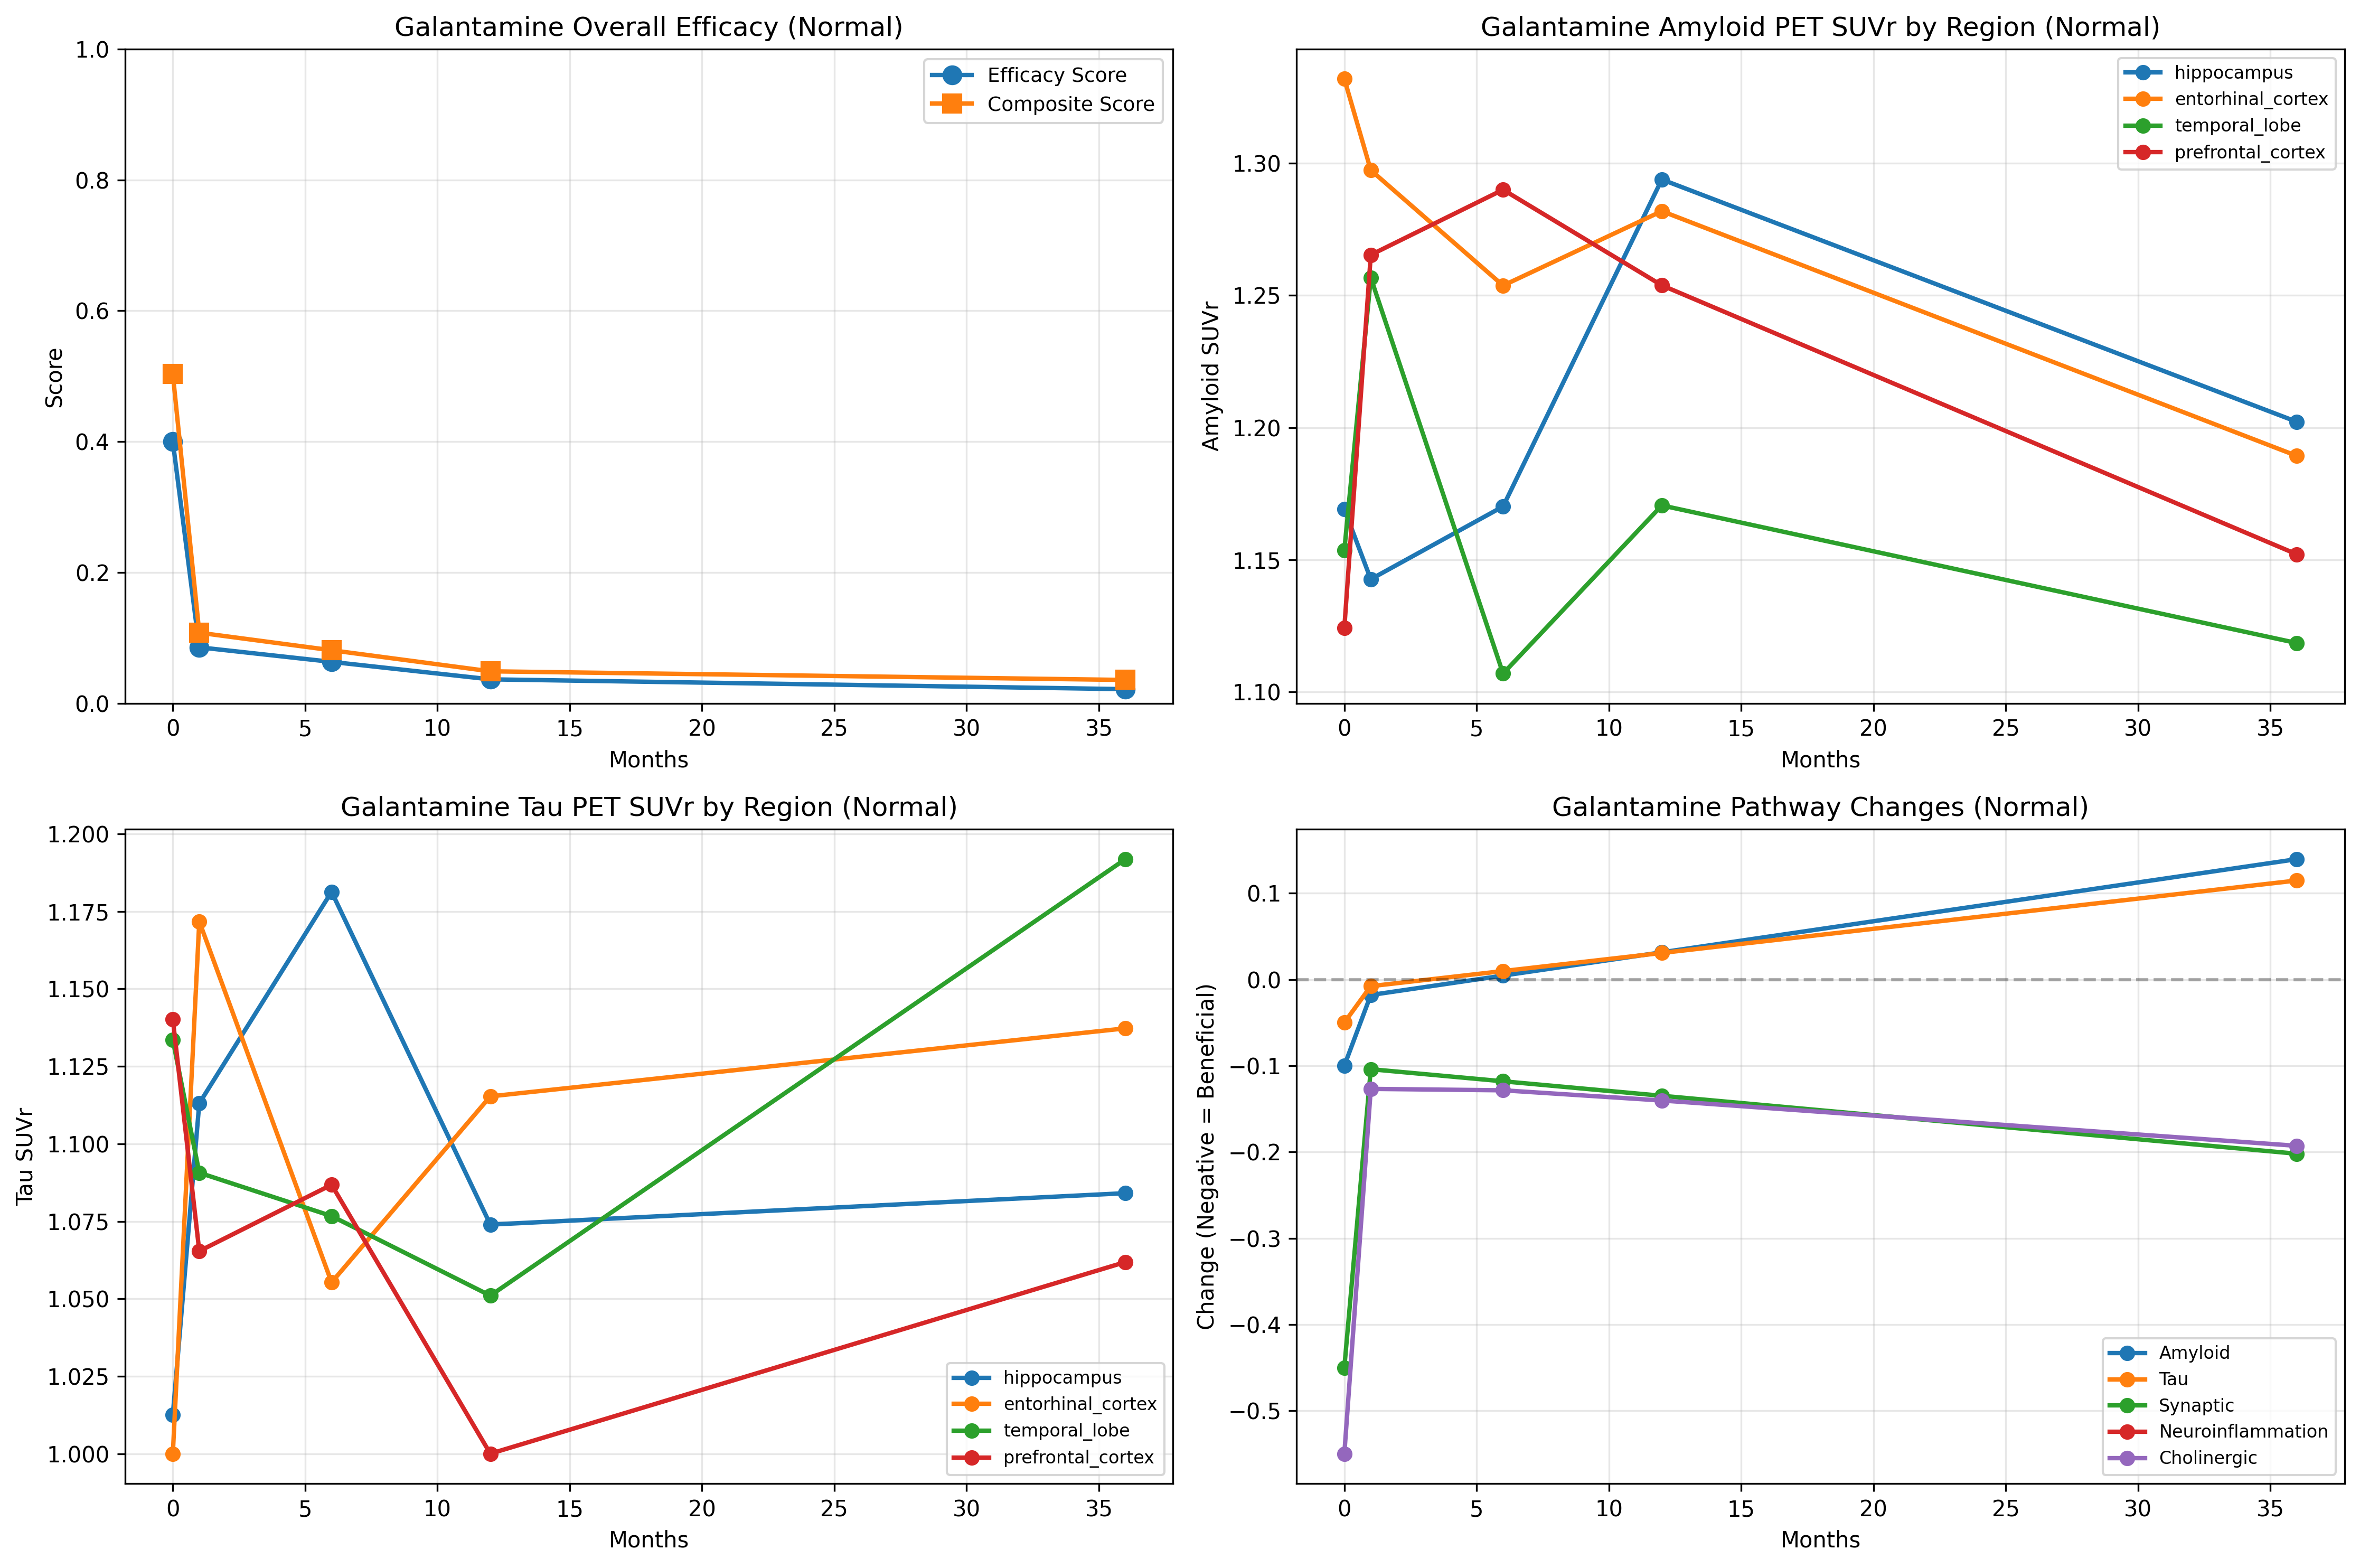 Galantamine Overall Efficacy (Normal)
1.0
0.8
0.6
0.4
0.2
0.0
Score
0
5
10
15
20
25
30
35
Months
Efficacy Score
Composite Score
Galantamine Amyloid PET SUVr by Region (Normal)
1.30
1.25
1.20
1.15
1.10
Amyloid SUVr
0
5
10
15
20
25
30
35
Months
hippocampus
entorhinal_cortex
temporal_lobe
prefrontal_cortex
Galantamine Tau PET SUVr by Region (Normal)
1.200
1.175
1.150
1.125
1.100
1.075
1.050
1.025
1.000
Tau SUVr
0
5
10
15
20
25
30
35
Months
hippocampus
entorhinal_cortex
temporal_lobe
prefrontal_cortex
Galantamine Pathway Changes (Normal)
0.1
0.0
−0.1
−0.2
−0.3
−0.4
−0.5
Change (Negative = Beneficial)
0
5
10
15
20
25
30
35
Months
Amyloid
Tau
Synaptic
Neuroinflammation
Cholinergic